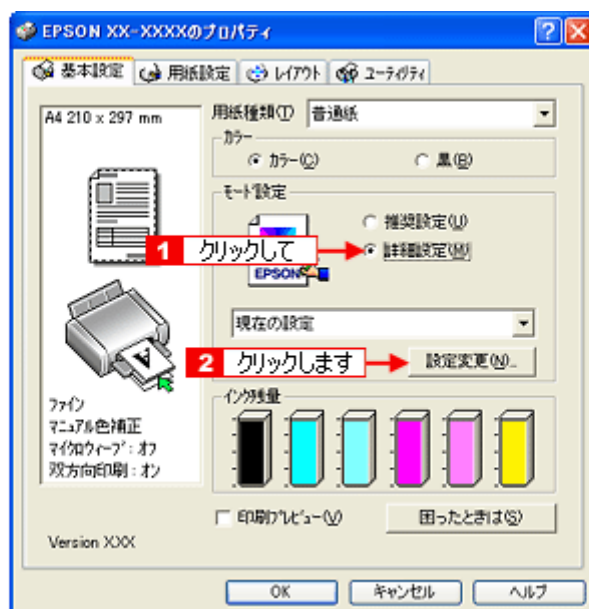 EPSON XX-XXXXのプロパティ
基本設定 用紙設定 レイアウト ユーティリティ
A4 210 x 297 mm
用紙種類(T) 普通紙
カラー
カラー(C) 黒(B)
モード設定
推奨設定(U)
1 クリックして
詳細設定(M)
EPSON
現在の設定
2 クリックします
設定変更(N)...
ファイン
マニュアル色補正
マイクロウィーブ：オフ
双方向印刷：オン
インク残量
印刷プレビュー(V)
困ったときは(S)
Version XXX
OK キャンセル ヘルプ